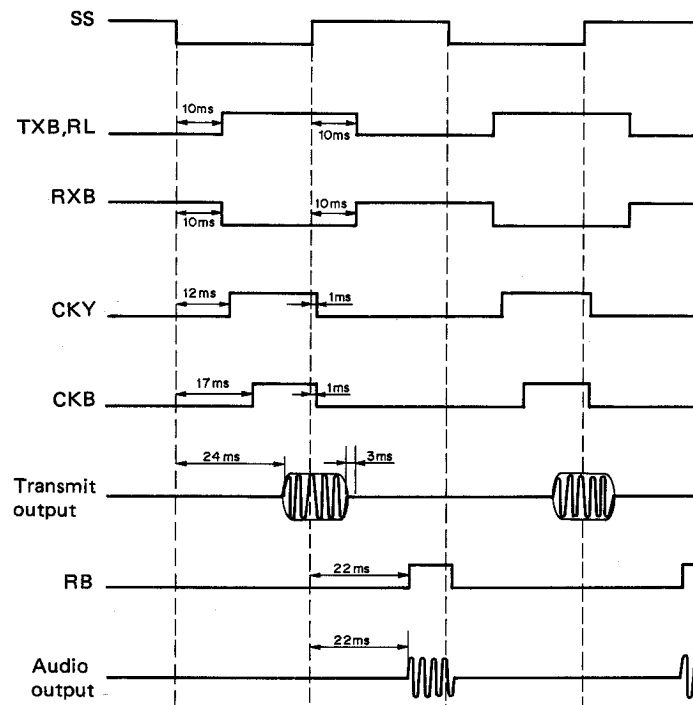 SS
10ms
10ms
TXB,RL
RXB
10ms
10ms
12ms
1ms
CKY
17ms
1ms
CKB
24ms
3ms
Transmit
output
22ms
RB
22ms
Audio
output